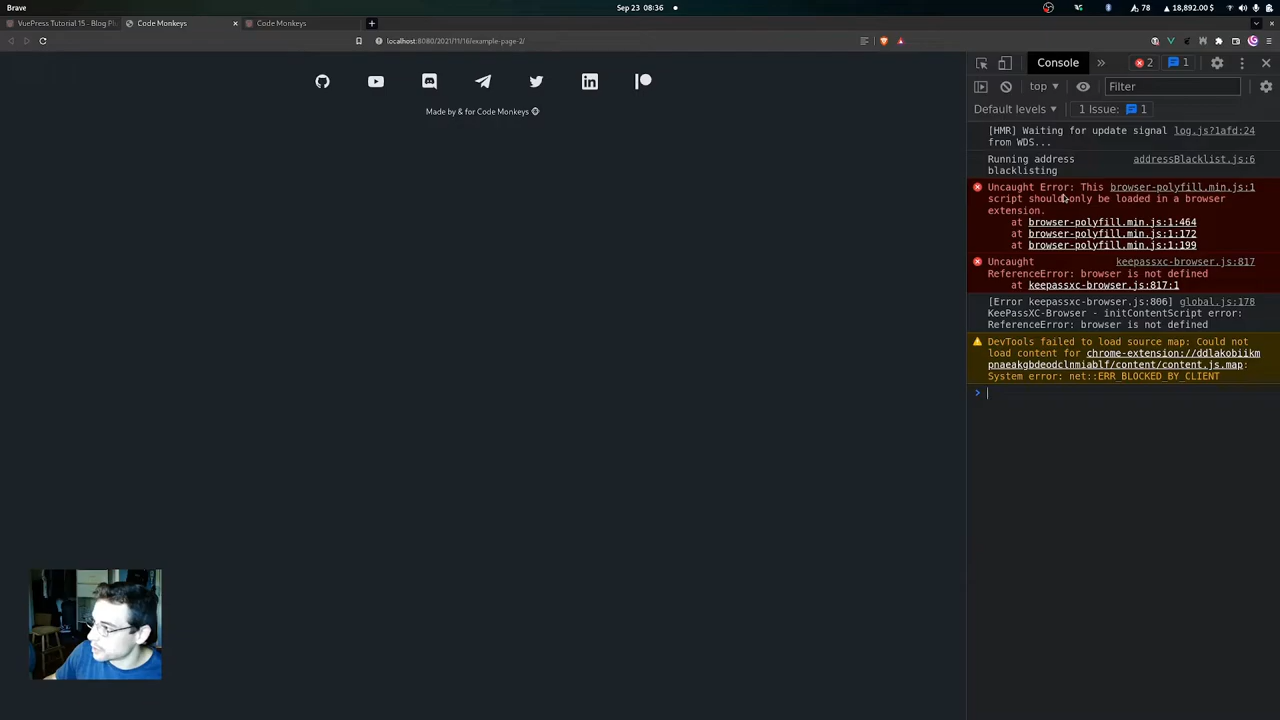 Brave
Sep 23 08:36
78
18,892.00 $
VuePress Tutorial 15 - Blog Pl
Code Monkeys
Code Monkeys
localhost:8080/2021/11/16/example-page-2/
Made by & for Code Monkeys
Console
2
1
top
Filter
Default levels
1 Issue:
1
[HMR] Waiting for update signal log.js?1afd:24
from WDS...
Running address addressBlacklist.js:6
blacklisting
Uncaught Error: This browser-polyfill.min.js:1
script should only be loaded in a browser
extension.
at browser-polyfill.min.js:1:464
at browser-polyfill.min.js:1:172
at browser-polyfill.min.js:1:199
Uncaught keepassxc-browser.js:817
ReferenceError: browser is not defined
at keepassxc-browser.js:817:1
[Error keepassxc-browser.js:806] global.js:178
KeePassXC-Browser - initContentScript error:
ReferenceError: browser is not defined
DevTools failed to load source map: Could not
load content for chrome-extension://ddlakobiikm
pnaeakgbdeodclnmiablf/content/content.js.map:
System error: net::ERR_BLOCKED_BY_CLIENT